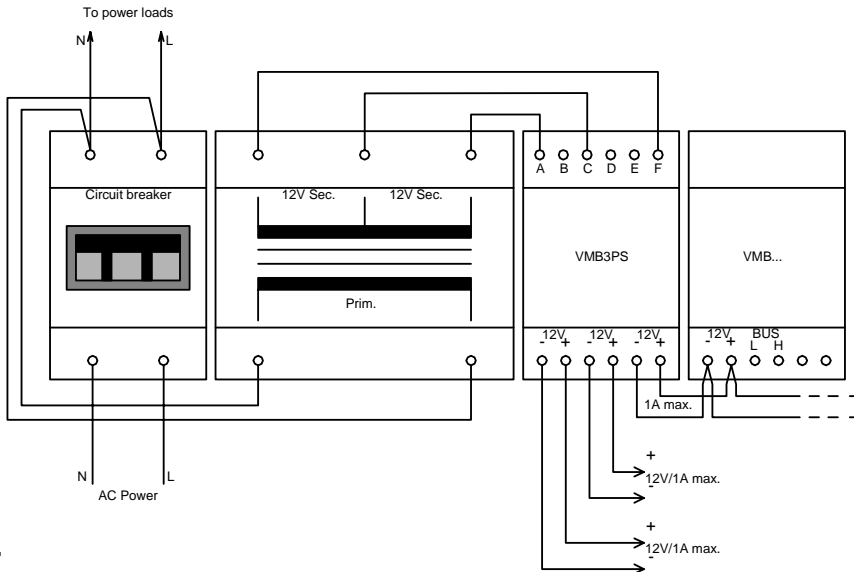 To power loads
N L
A B C D E F
Circuit breaker
12V Sec. 12V Sec.
VMB3PS
VMB...
Prim.
12V 12V 12V
- + - + - +
12V BUS
- + L H
1A max.
N L
AC Power
+
12V/1A max.
-
+
12V/1A max.
-